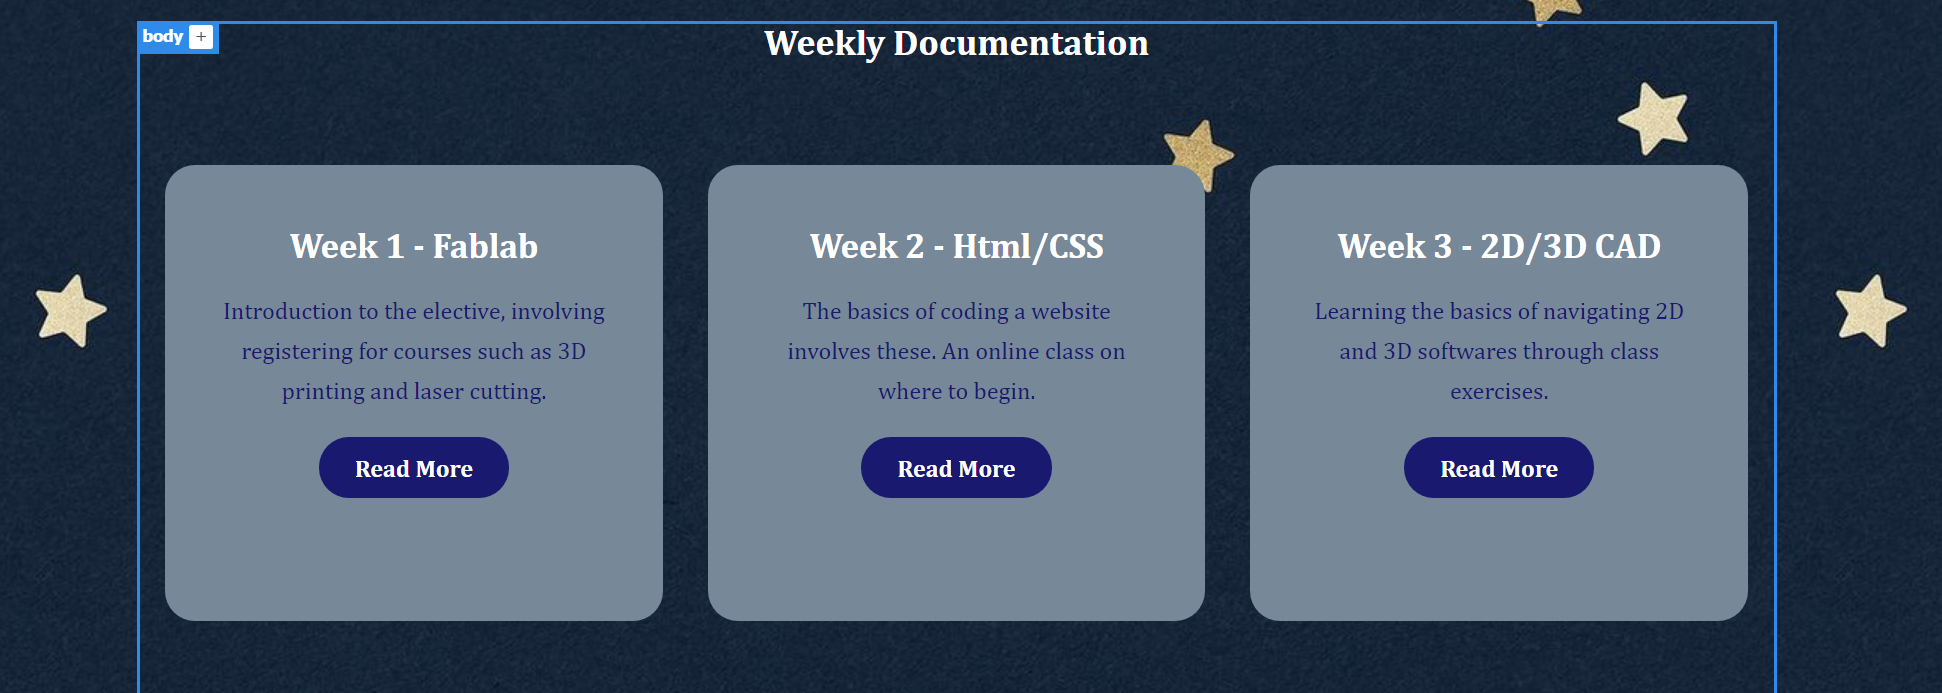 body +
Weekly Documentation
Week 1 - Fablab
Introduction to the elective, involving
registering for courses such as 3D
printing and laser cutting.
Read More
Week 2 - Html/CSS
The basics of coding a website
involves these. An online class on
where to begin.
Read More
Week 3 - 2D/3D CAD
Learning the basics of navigating 2D
and 3D softwares through class
exercises.
Read More